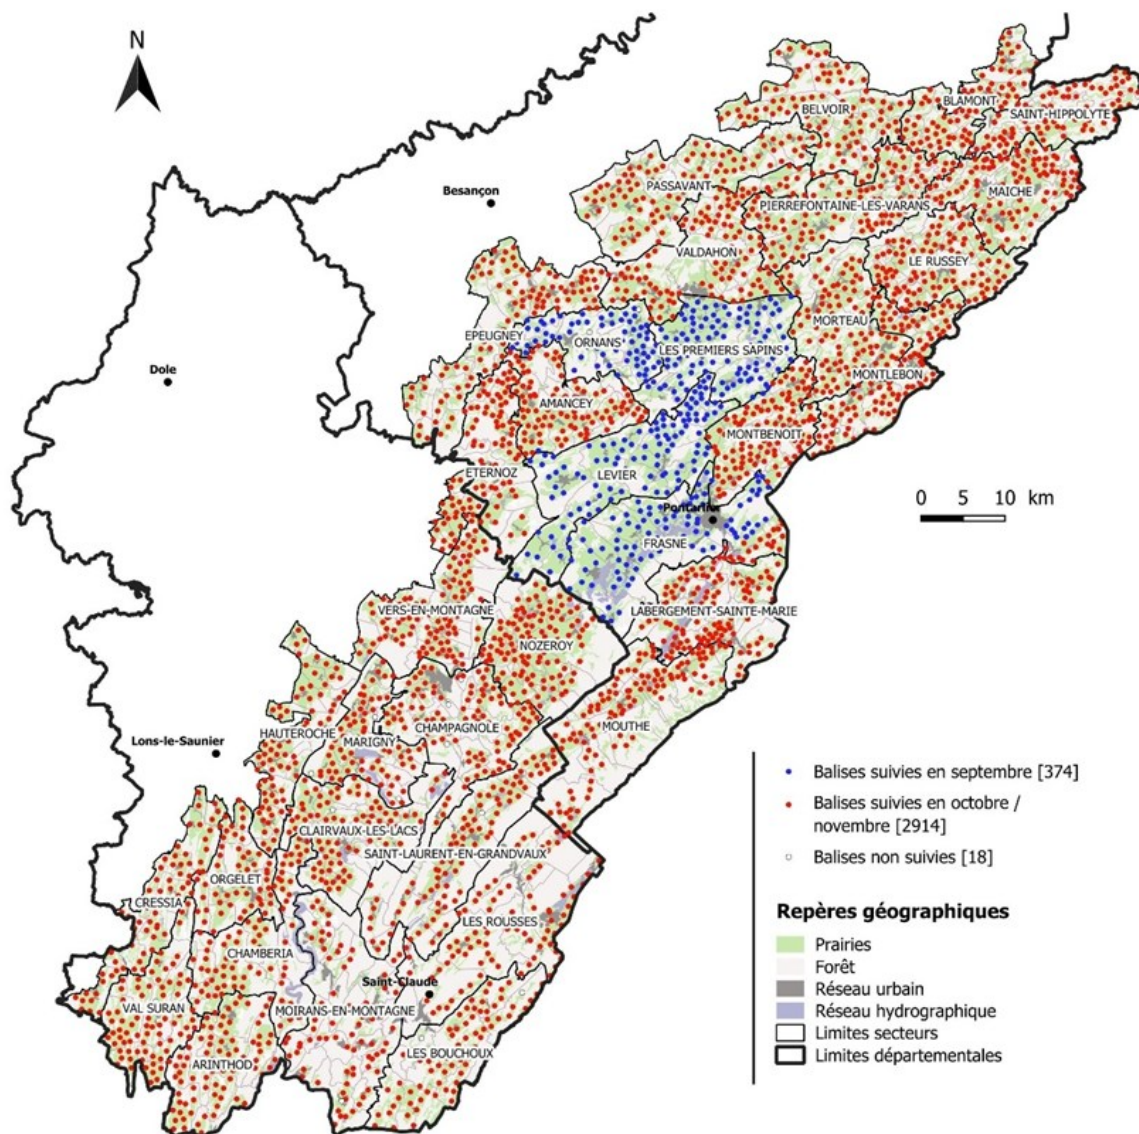 N
BLAMONT
BELVOIR
SAINT-HIPPOLYTE
Besançon
PASSAVANT
MAICHE
PIERREFONTAINE-LES-VARANS
VALDAHON
LE RUSSEY
MORTEAU
EPEUGNEY
ORNANS
LES PREMIERS SAPINS
Dole
MONTLEBON
AMANCEY
MONTBENOIT
ETERNOZ
LEVIER
0 5 10 km
Pontarlier
FRASNE
VERS-EN-MONTAGNE
LABERGEMENT-SAINTE-MARIE
NOZEROY
CHAMPAGNOLE
MOUTHE
HAUTEROCHE
MARIGNY
Lons-le-Saunier
Balises suivies en septembre [374]
Balises suivies en octobre /
novembre [2914]
Balises non suivies [18]
CLAIRVAUX-LES-LACS
SAINT-LAURENT-EN-GRANDVAUX
ORGELET
CRESSIA
LES ROUSSES
Repères géographiques
Prairies
Forêt
Réseau urbain
Réseau hydrographique
Limites secteurs
Limites départementales
CHAMBERIA
Saint-Claude
VAL SURAN
MOIRANS-EN-MONTAGNE
LES BOUCHOUX
ARINTHOD